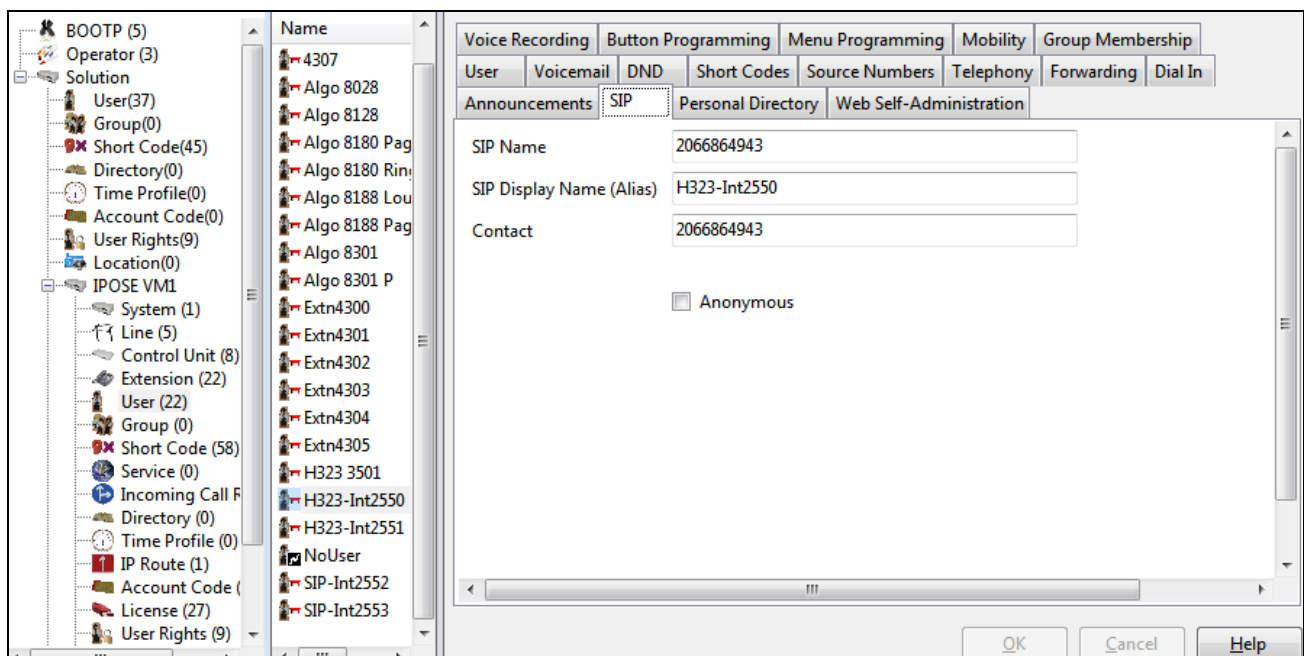 BOOTP (5)
Operator (3)
Solution
User(37)
Group(0)
Short Code(45)
Directory(0)
Time Profile(0)
Account Code(0)
User Rights(9)
Location(0)
IPOSE VM1
System (1)
Line (5)
Control Unit (8)
Extension (22)
User (22)
Group (0)
Short Code (58)
Service (0)
Incoming Call R
Directory (0)
Time Profile (0)
IP Route (1)
Account Code (
License (27)
User Rights (9)
Name
4307
Algo 8028
Algo 8128
Algo 8180 Pag
Algo 8180 Ring
Algo 8188 Lou
Algo 8188 Pag
Algo 8301
Algo 8301 P
Extn4300
Extn4301
Extn4302
Extn4303
Extn4304
Extn4305
H323 3501
H323-Int2550
H323-Int2551
NoUser
SIP-Int2552
SIP-Int2553
Voice Recording Button Programming Menu Programming Mobility Group Membership
User Voicemail DND Short Codes Source Numbers Telephony Forwarding Dial In
Announcements SIP Personal Directory Web Self-Administration
SIP Name 2066864943
SIP Display Name (Alias) H323-Int2550
Contact 2066864943
Anonymous
OK Cancel Help